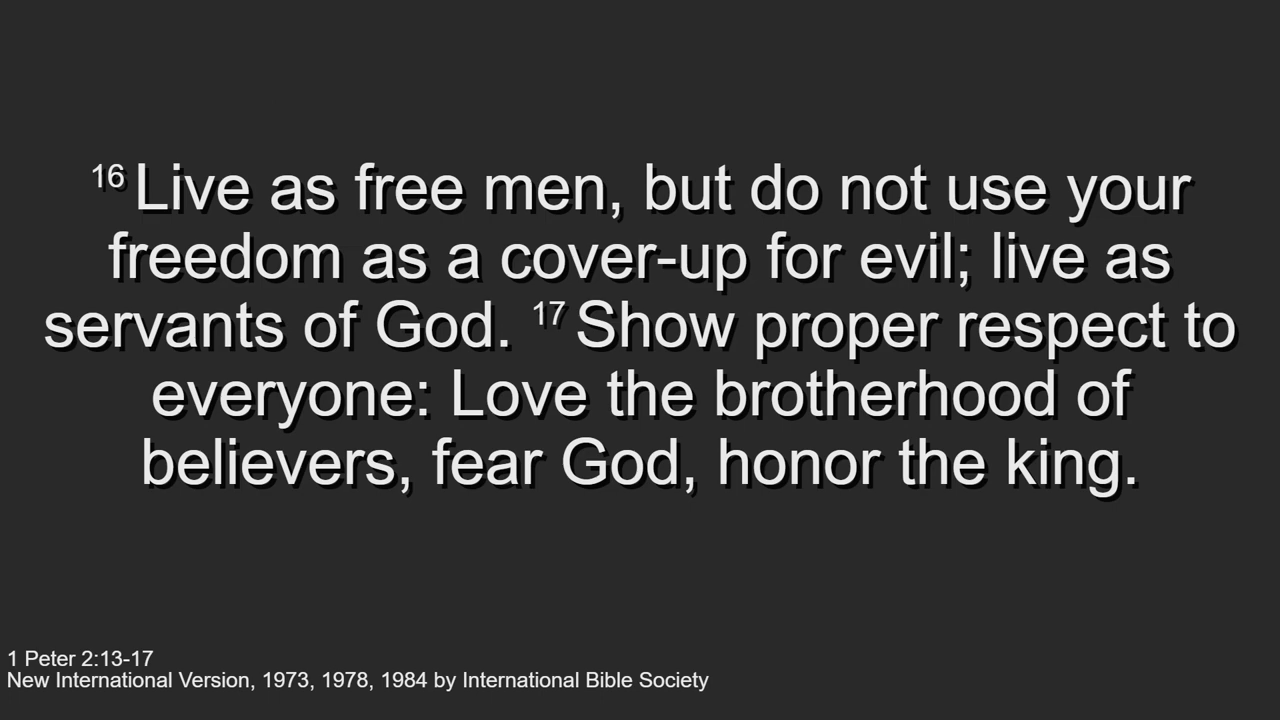 16 Live as free men, but do not use your
freedom as a cover-up for evil; live as
servants of God. 17 Show proper respect to
everyone: Love the brotherhood of
believers, fear God, honor the king.
1 Peter 2:13-17
New International Version, 1973, 1978, 1984 by International Bible Society